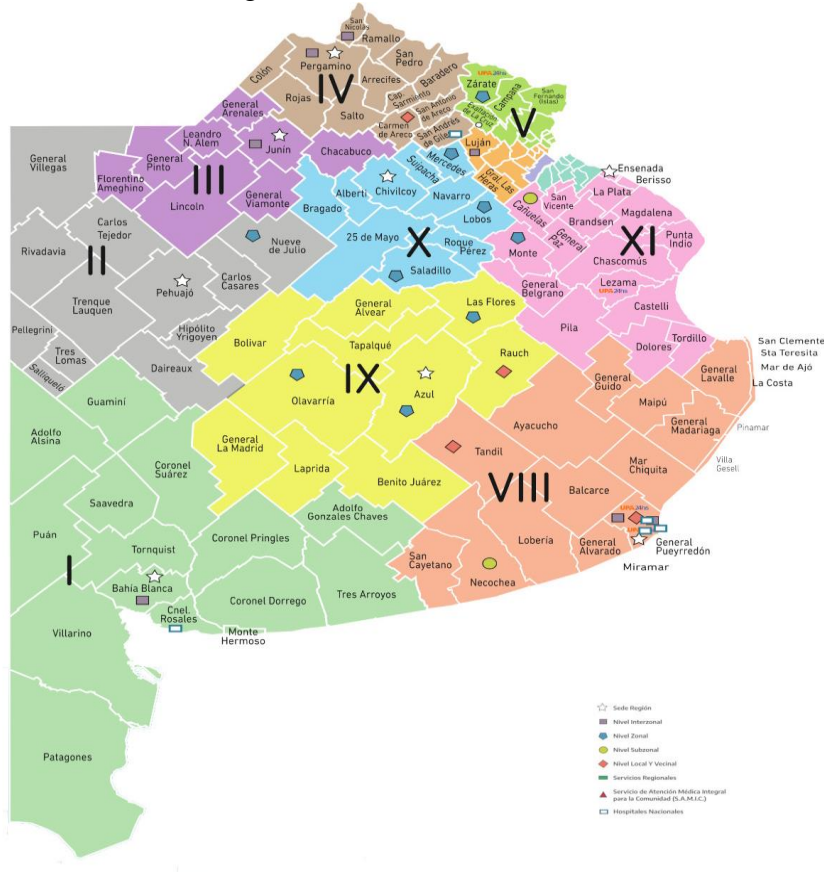 San
Nicolás
Ramallo
San
Pedro
Pergamino
Colón
Arrecifes
Baradero
IV
Rojas
Cap.
Sarmiento
Salto
San Antonio
de Areco
Carmen
de Areco
San Andrés
de Giles
UPA 24hs
Zárate
Campana
San
Fernando
(Islas)
Exaltación
de La Cruz
V
Luján
Gral. Las
Heras
General
Arenales
Leandro
N. Alem
Junín
Chacabuco
General
Pinto
Florentino
Ameghino
III
Lincoln
General
Viamonte
General
Villegas
Carlos
Tejedor
II
Rivadavia
Nueve
de Julio
Pehuajó
Carlos
Casares
Trenque
Lauquen
Hipólito
Yrigoyen
Pellegrini
Tres
Lomas
Salliqueló
Daireaux
Mercedes
Suipacha
Chivilcoy
Alberti
Navarro
Bragado
Lobos
25 de Mayo
X
Roque
Pérez
Saladillo
Ensenada
Berisso
La Plata
San
Vicente
Cañuelas
Brandsen
Magdalena
General
Paz
XI
Punta
Indio
Monte
Chascomús
General
Belgrano
Lezama
UPA 24hs
Castelli
Pila
Dolores
Tordillo
General
Alvear
Las Flores
Bolivar
Tapalqué
Rauch
IX
Azul
Olavarría
General
La Madrid
Laprida
Benito Juárez
San Clemente
Sta Teresita
Mar de Ajó
La Costa
General
Lavalle
General
Guido
Maipú
General
Madariaga
Pinamar
Villa
Gesell
Ayacucho
Tandil
Mar
Chiquita
VIII
Balcarce
UPA 24hs
Lobería
General
Alvarado
General
Pueyrredón
Miramar
San
Cayetano
Necochea
Guaminí
Adolfo
Alsina
Coronel
Suárez
Saavedra
Puán
Tornquist
Coronel Pringles
Adolfo
Gonzales Chaves
I
Bahía Blanca
Cnel.
Rosales
Coronel Dorrego
Tres Arroyos
Monte
Hermoso
Villarino
Patagones
Sede Región
Nivel Interzonal
Nivel Zonal
Nivel Subzonal
Nivel Local Y Vecinal
Servicios Regionales
Servicio de Atención Médica Integral
para la Comunidad (S.A.M.I.C.)
Hospitales Nacionales